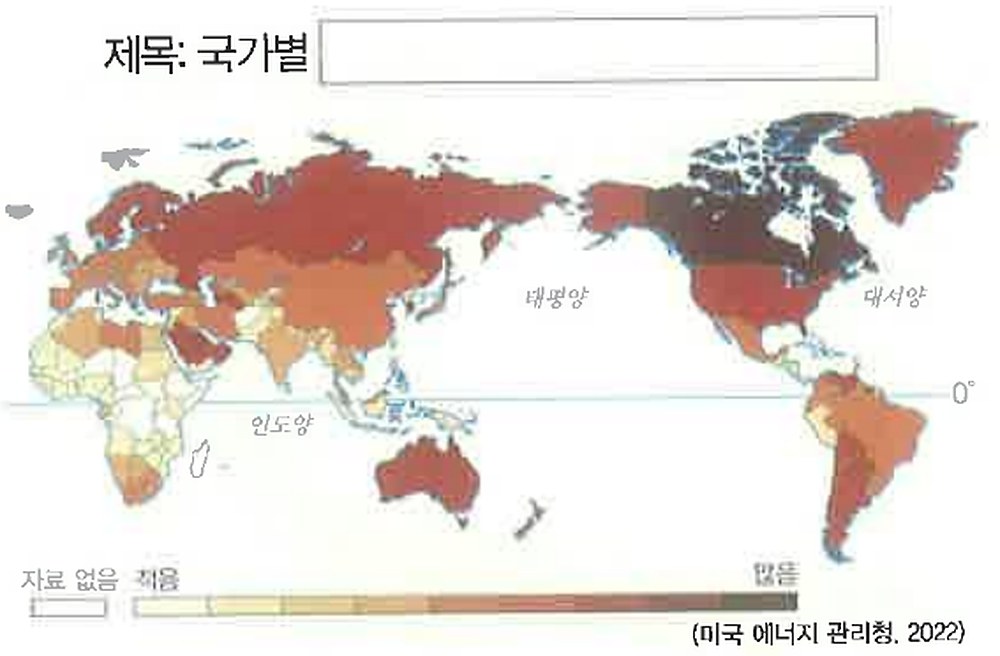 제목: 국가별
태평양
대서양
0°
인도양
자료 없음 적음 많음
(미국 에너지 관리청, 2022)